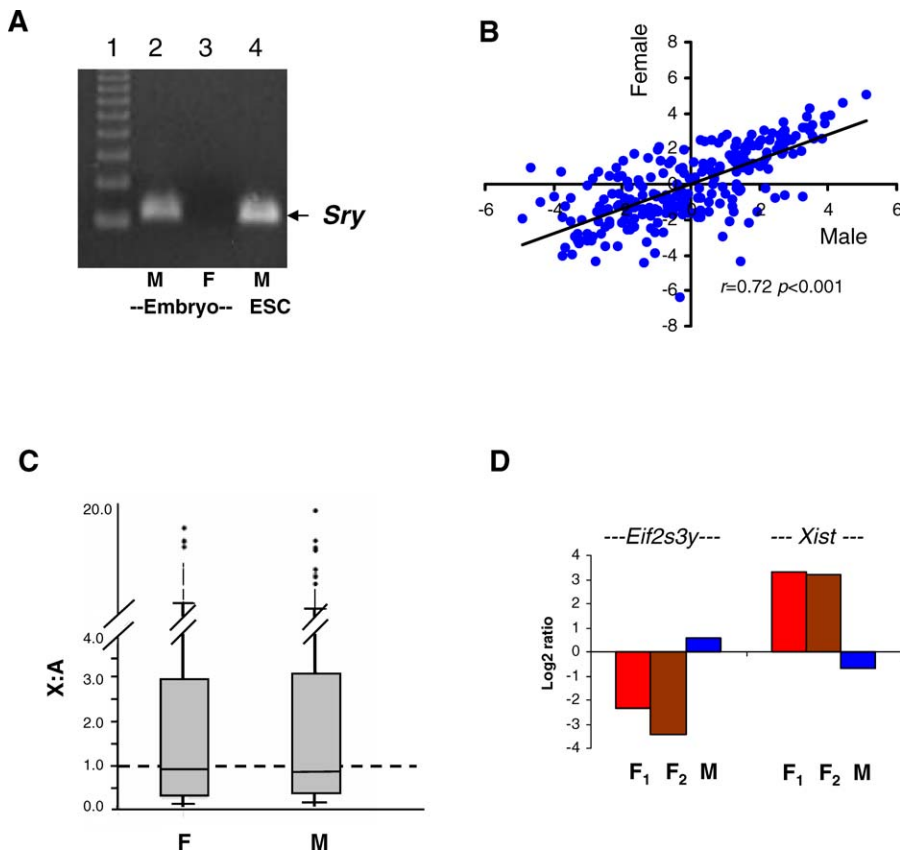 A
1 2 3 4
Sry
M F M
--Embryo-- ESC
B
Female
8
6
4
2
0
-6 -4 -2 0 2 4 6
Male
-2
-4
-6
-8
r=0.72 p<0.001
C
20.0
4.0
3.0
2.0
1.0
0.0
X:A
F M
D
---Eif2s3y---- --- Xist ---
4
3
2
1
0
-1
-2
-3
-4
Log2 ratio
F1 F2 M F1 F2 M